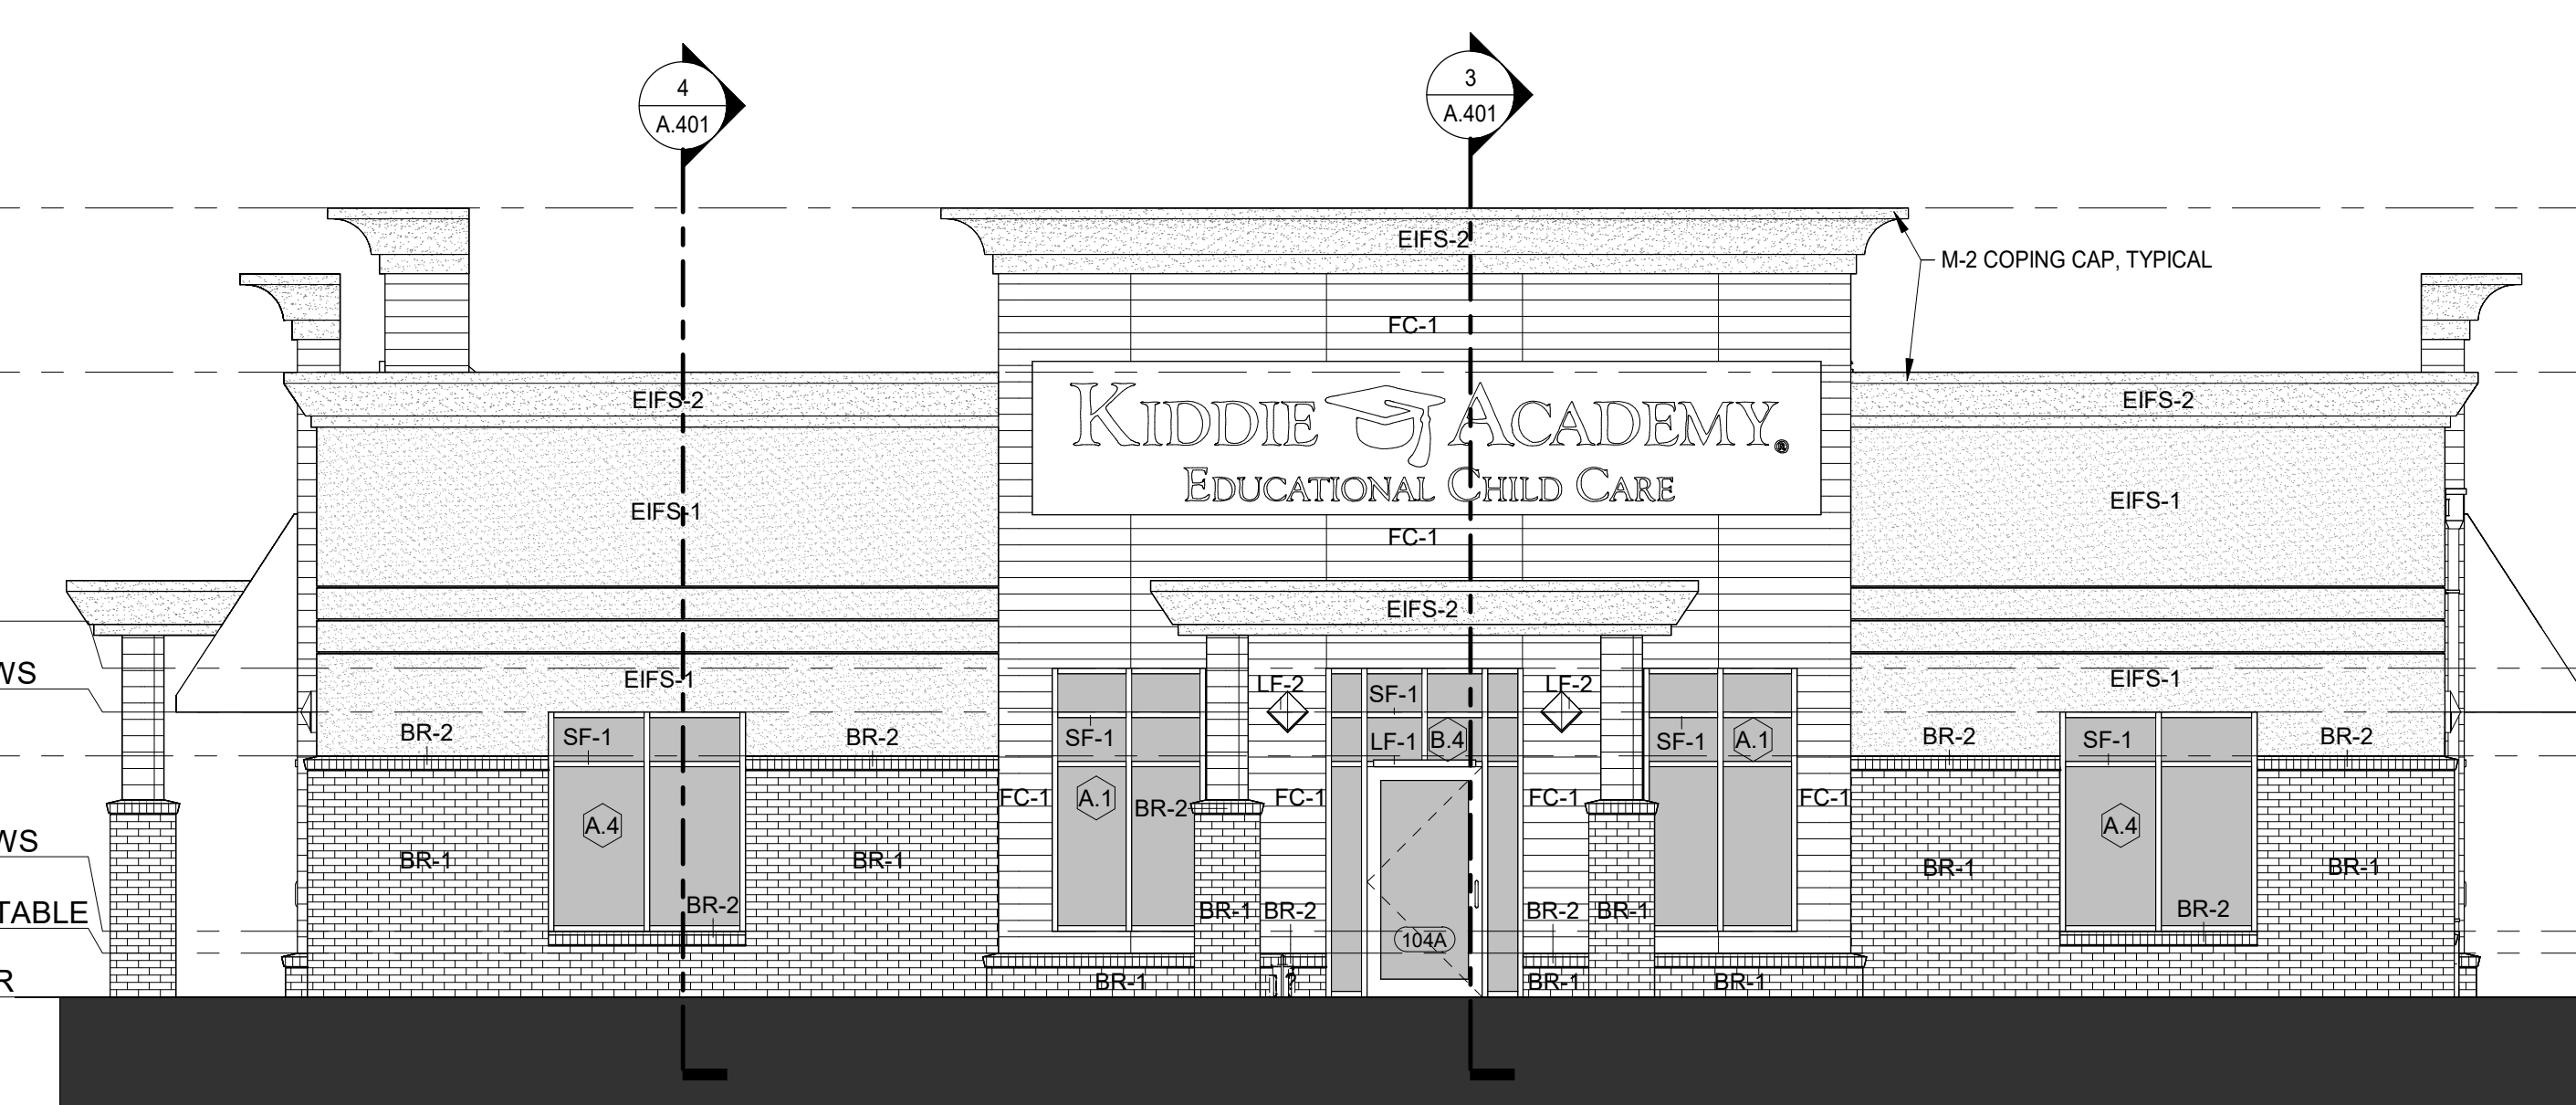 4
A.401
3
A.401
EIFS-2
M-2 COPING CAP, TYPICAL
FC-1
EIFS-2
EIFS-2
KIDDIE ACADEMY®
EDUCATIONAL CHILD CARE
EIFS-1
EIFS-1
FC-1
EIFS-2
WS
EIFS-1
LF-2
SF-1
LF-2
EIFS-1
BR-2
SF-1
BR-2
SF-1
LF-1
B.4
SF-1
A.1
BR-2
SF-1
BR-2
FC-1
A.1
BR-2
FC-1
FC-1
FC-1
A.4
A.4
WS
BR-1
BR-1
BR-1
BR-1
TABLE
BR-2
BR-1
BR-2
BR-2
BR-1
BR-2
104A
R
BR-1
BR-1
BR-1